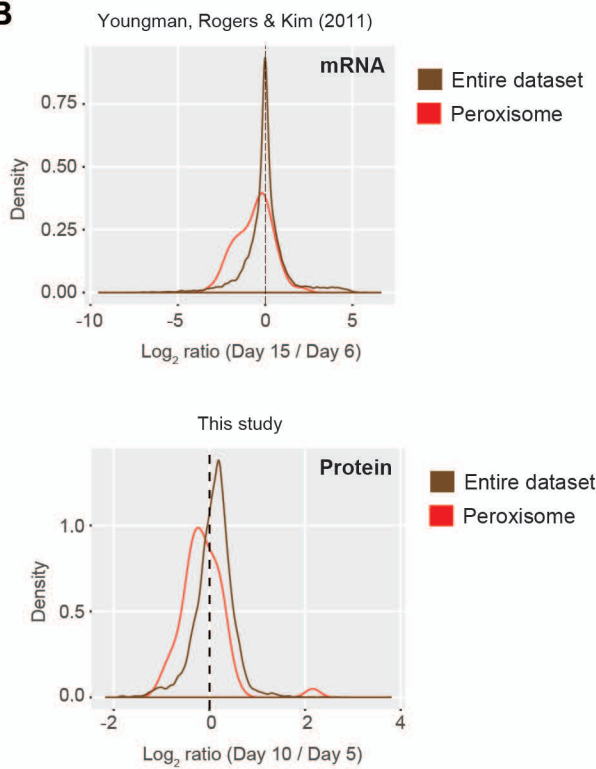 B
Youngman, Rogers & Kim (2011)
mRNA
Entire dataset
Peroxisome
Density
0.75
0.50
0.25
0.00
-10 -5 0 5
Log2 ratio (Day 15 / Day 6)
This study
Protein
Entire dataset
Peroxisome
Density
1.0
0.5
0.0
-2 0 2 4
Log2 ratio (Day 10 / Day 5)